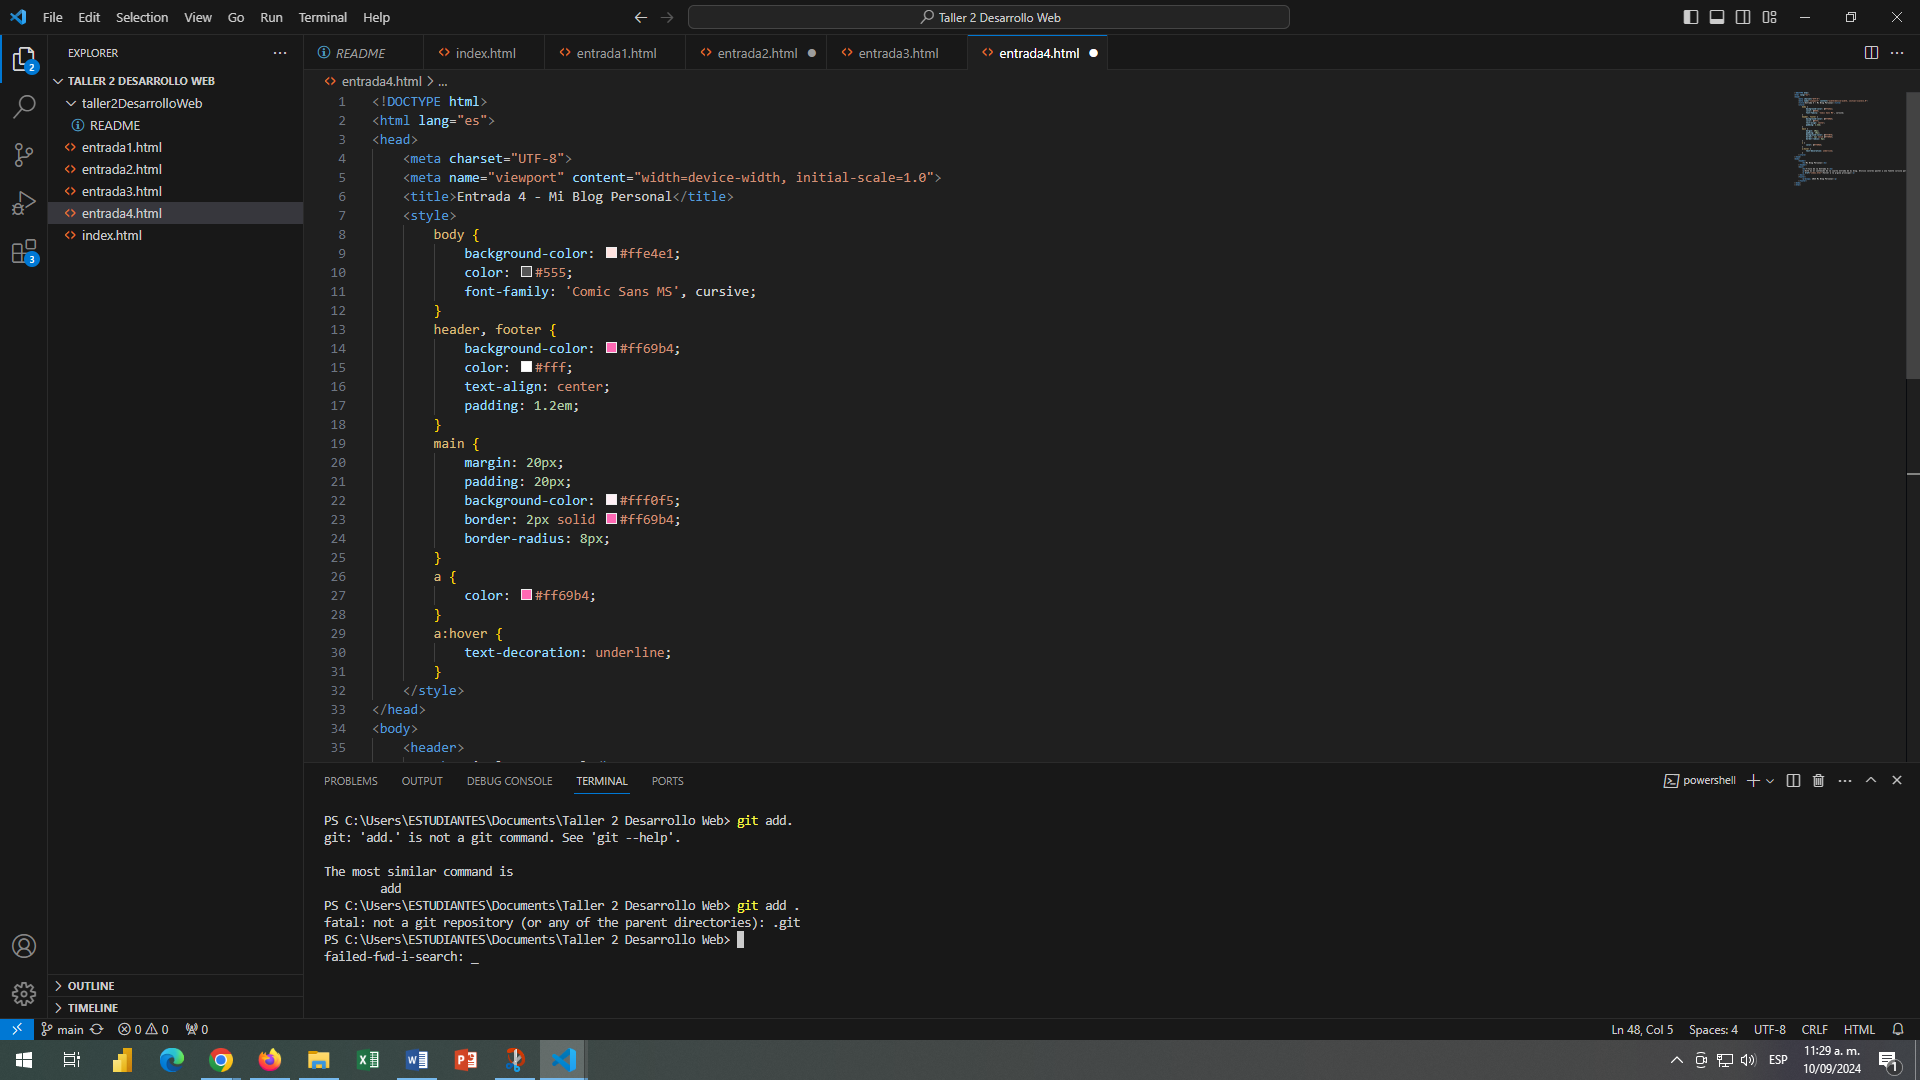 File Edit Selection View Go Run Terminal Help
Taller 2 Desarrollo Web
EXPLORER
README
index.html
entrada1.html
entrada2.html
entrada3.html
entrada4.html
TALLER 2 DESARROLLO WEB
taller2DesarrolloWeb
README
entrada1.html
entrada2.html
entrada3.html
entrada4.html
index.html
2
3
entrada4.html > ...
1 <!DOCTYPE html>
2 <html lang="es">
3 <head>
4 <meta charset="UTF-8">
5 <meta name="viewport" content="width=device-width, initial-scale=1.0">
6 <title>Entrada 4 - Mi Blog Personal</title>
7 <style>
8 body {
9 background-color: #ffe4e1;
10 color: #555;
11 font-family: 'Comic Sans MS', cursive;
12 }
13 header, footer {
14 background-color: #ff69b4;
15 color: #fff;
16 text-align: center;
17 padding: 1.2em;
18 }
19 main {
20 margin: 20px;
21 padding: 20px;
22 background-color: #fff0f5;
23 border: 2px solid #ff69b4;
24 border-radius: 8px;
25 }
26 a {
27 color: #ff69b4;
28 }
29 a:hover {
30 text-decoration: underline;
31 }
32 </style>
33 </head>
34 <body>
35 <header>
PROBLEMS OUTPUT DEBUG CONSOLE TERMINAL PORTS
powershell
PS C:\Users\ESTUDIANTES\Documents\Taller 2 Desarrollo Web> git add.
git: 'add.' is not a git command. See 'git --help'.
The most similar command is
add
PS C:\Users\ESTUDIANTES\Documents\Taller 2 Desarrollo Web> git add .
fatal: not a git repository (or any of the parent directories): .git
PS C:\Users\ESTUDIANTES\Documents\Taller 2 Desarrollo Web>
failed-fwd-i-search: _
OUTLINE
TIMELINE
main 0 0 0
Ln 48, Col 5 Spaces: 4 UTF-8 CRLF HTML
ESP
11:29 a. m.
10/09/2024
1